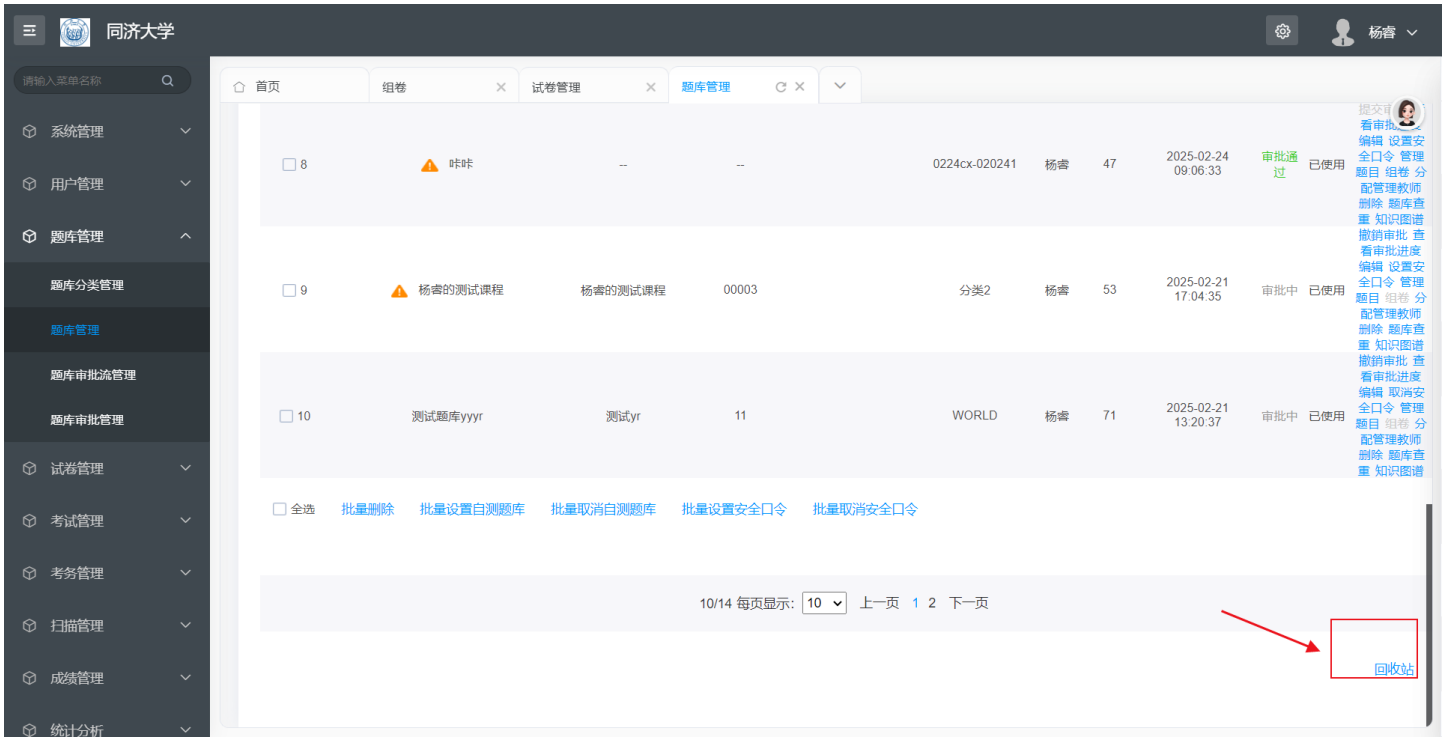 同济大学
杨睿
请输入菜单名称
首页
组卷
试卷管理
题库管理
系统管理
用户管理
题库管理
题库分类管理
题库管理
题库审批流管理
题库审批管理
试卷管理
考试管理
考务管理
扫描管理
成绩管理
统计分析
8 咔咔 -- -- 0224cx-020241 杨睿 47 2025-02-24 09:06:33 审批通过 已使用
提交审
看审批
编辑 设置安
全口令 管理
题目 组卷 分
配管理教师
删除 题库查
重 知识图谱
9 杨睿的测试课程 杨睿的测试课程 00003 分类2 杨睿 53 2025-02-21 17:04:35 审批中 已使用
撤销审批 查
看审批进度
编辑 设置安
全口令 管理
题目 组卷 分
配管理教师
删除 题库查
重 知识图谱
10 测试题库yyyr 测试yr 11 WORLD 杨睿 71 2025-02-21 13:20:37 审批中 已使用
撤销审批 查
看审批进度
编辑 取消安
全口令 管理
题目 组卷 分
配管理教师
删除 题库查
重 知识图谱
全选 批量删除 批量设置自测题库 批量取消自测题库 批量设置安全口令 批量取消安全口令
10/14 每页显示: 10 上一页 1 2 下一页
回收站